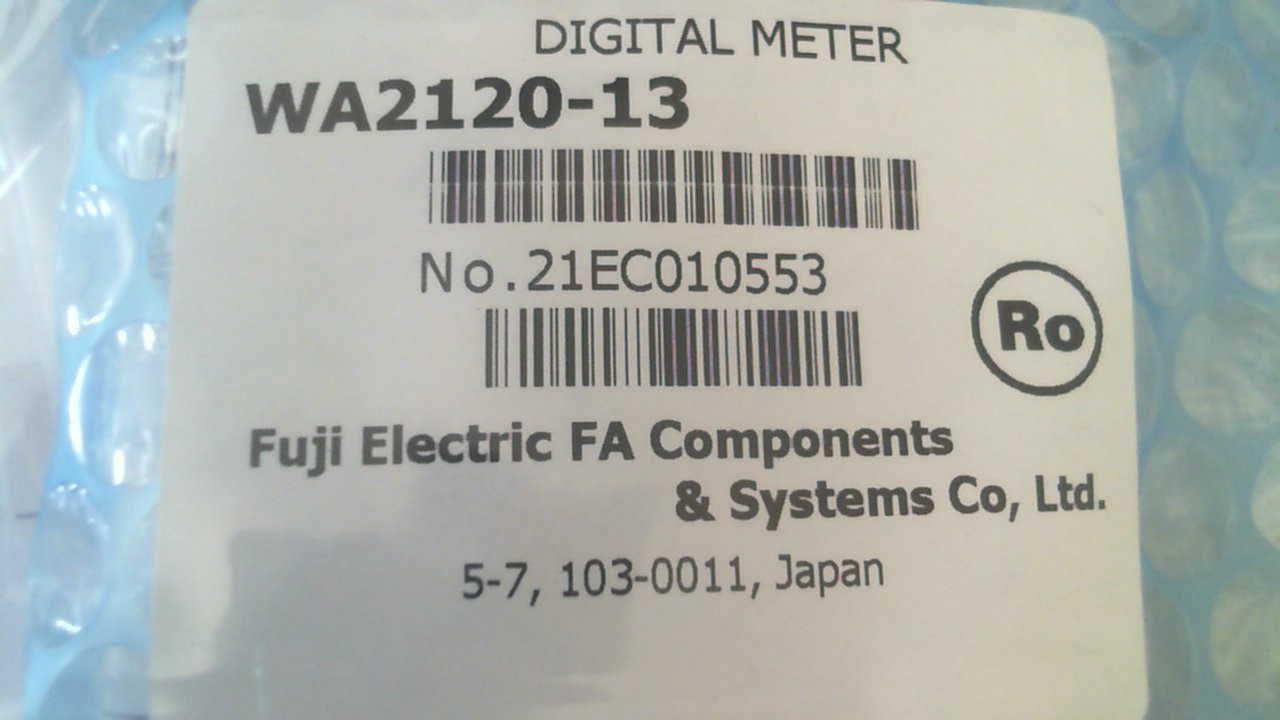 DIGITAL METER
WA2120-13
No.21EC010553
Ro
Fuji Electric FA Components
& Systems Co, Ltd.
5-7, 103-0011, Japan